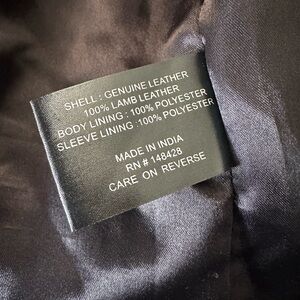 SHELL : GENUINE LEATHER
100% LAMB LEATHER
BODY LINING : 100% POLYESTER
SLEEVE LINING :100% POLYESTER
MADE IN INDIA
RN # 148428
CARE ON REVERSE